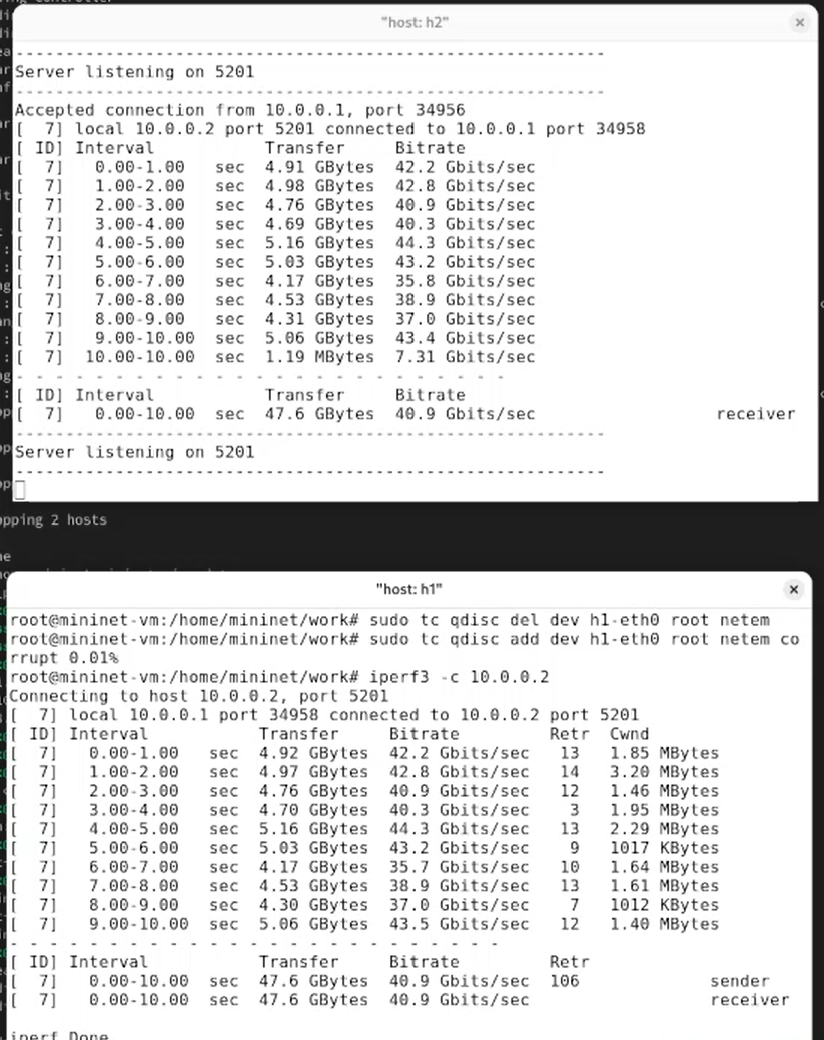 "host: h2"
---------------------------------------------------------
Server listening on 5201
---------------------------------------------------------
Accepted connection from 10.0.0.1, port 34956
[  7] local 10.0.0.2 port 5201 connected to 10.0.0.1 port 34958
[ ID] Interval           Transfer     Bitrate
[  7]   0.00-1.00   sec  4.91 GBytes  42.2 Gbits/sec
[  7]   1.00-2.00   sec  4.98 GBytes  42.8 Gbits/sec
[  7]   2.00-3.00   sec  4.76 GBytes  40.9 Gbits/sec
[  7]   3.00-4.00   sec  4.69 GBytes  40.3 Gbits/sec
[  7]   4.00-5.00   sec  5.16 GBytes  44.3 Gbits/sec
[  7]   5.00-6.00   sec  5.03 GBytes  43.2 Gbits/sec
[  7]   6.00-7.00   sec  4.17 GBytes  35.8 Gbits/sec
[  7]   7.00-8.00   sec  4.53 GBytes  38.9 Gbits/sec
[  7]   8.00-9.00   sec  4.31 GBytes  37.0 Gbits/sec
[  7]   9.00-10.00  sec  5.06 GBytes  43.4 Gbits/sec
[  7]  10.00-10.00  sec  1.19 MBytes  7.31 Gbits/sec
- - - - - - - - - - - - - - - - - - - - - - - - -
[ ID] Interval           Transfer     Bitrate
[  7]   0.00-10.00  sec  47.6 GBytes  40.9 Gbits/sec                  receiver
---------------------------------------------------------
Server listening on 5201
---------------------------------------------------------
pping 2 hosts
"host: h1"
root@mininet-vm:/home/mininet/work# sudo tc qdisc del dev h1-eth0 root netem
root@mininet-vm:/home/mininet/work# sudo tc qdisc add dev h1-eth0 root netem co
rrupt 0.01%
root@mininet-vm:/home/mininet/work# iperf3 -c 10.0.0.2
Connecting to host 10.0.0.2, port 5201
[  7] local 10.0.0.1 port 34958 connected to 10.0.0.2 port 5201
[ ID] Interval           Transfer     Bitrate         Retr  Cwnd
[  7]   0.00-1.00   sec  4.92 GBytes  42.2 Gbits/sec   13   1.85 MBytes
[  7]   1.00-2.00   sec  4.97 GBytes  42.8 Gbits/sec   14   3.20 MBytes
[  7]   2.00-3.00   sec  4.76 GBytes  40.9 Gbits/sec   12   1.46 MBytes
[  7]   3.00-4.00   sec  4.70 GBytes  40.3 Gbits/sec    3   1.95 MBytes
[  7]   4.00-5.00   sec  5.16 GBytes  44.3 Gbits/sec   13   2.29 MBytes
[  7]   5.00-6.00   sec  5.03 GBytes  43.2 Gbits/sec    9   1017 KBytes
[  7]   6.00-7.00   sec  4.17 GBytes  35.7 Gbits/sec   10   1.64 MBytes
[  7]   7.00-8.00   sec  4.53 GBytes  38.9 Gbits/sec   13   1.61 MBytes
[  7]   8.00-9.00   sec  4.30 GBytes  37.0 Gbits/sec    7   1012 KBytes
[  7]   9.00-10.00  sec  5.06 GBytes  43.5 Gbits/sec   12   1.40 MBytes
- - - - - - - - - - - - - - - - - - - - - - - - -
[ ID] Interval           Transfer     Bitrate         Retr
[  7]   0.00-10.00  sec  47.6 GBytes  40.9 Gbits/sec  106             sender
[  7]   0.00-10.00  sec  47.6 GBytes  40.9 Gbits/sec                  receiver
iperf Done